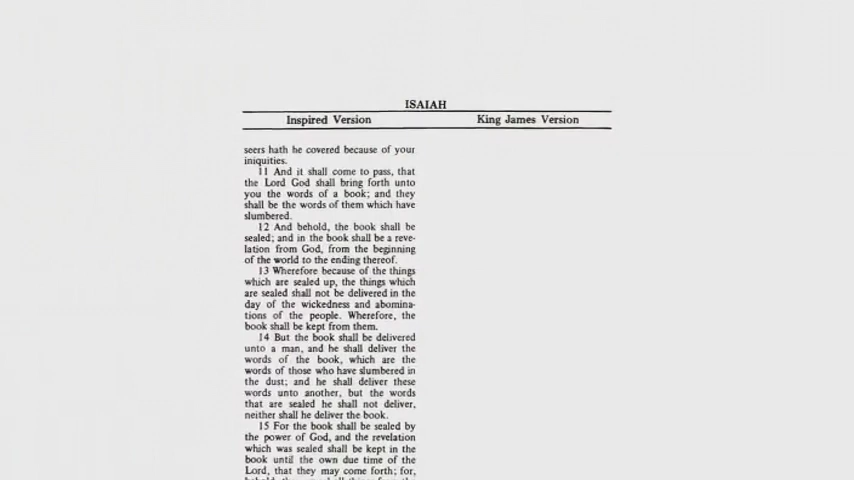 ISAIAH
Inspired Version King James Version
seers hath he covered because of your
iniquities.
11 And it shall come to pass, that
the Lord God shall bring forth unto
you the words of a book; and they
shall be the words of them which have
slumbered.
12 And behold, the book shall be
sealed; and in the book shall be a reve-
lation from God, from the beginning
of the world to the ending thereof.
13 Wherefore because of the things
which are sealed up, the things which
are sealed shall not be delivered in the
day of the wickedness and abomina-
tions of the people. Wherefore, the
book shall be kept from them.
14 But the book shall be delivered
unto a man, and he shall deliver the
words of the book, which are the
words of those who have slumbered in
the dust; and he shall deliver these
words unto another, but the words
that are sealed he shall not deliver,
neither shall he deliver the book.
15 For the book shall be sealed by
the power of God, and the revelation
which was sealed shall be kept in the
book until the own due time of the
Lord, that they may come forth; for,